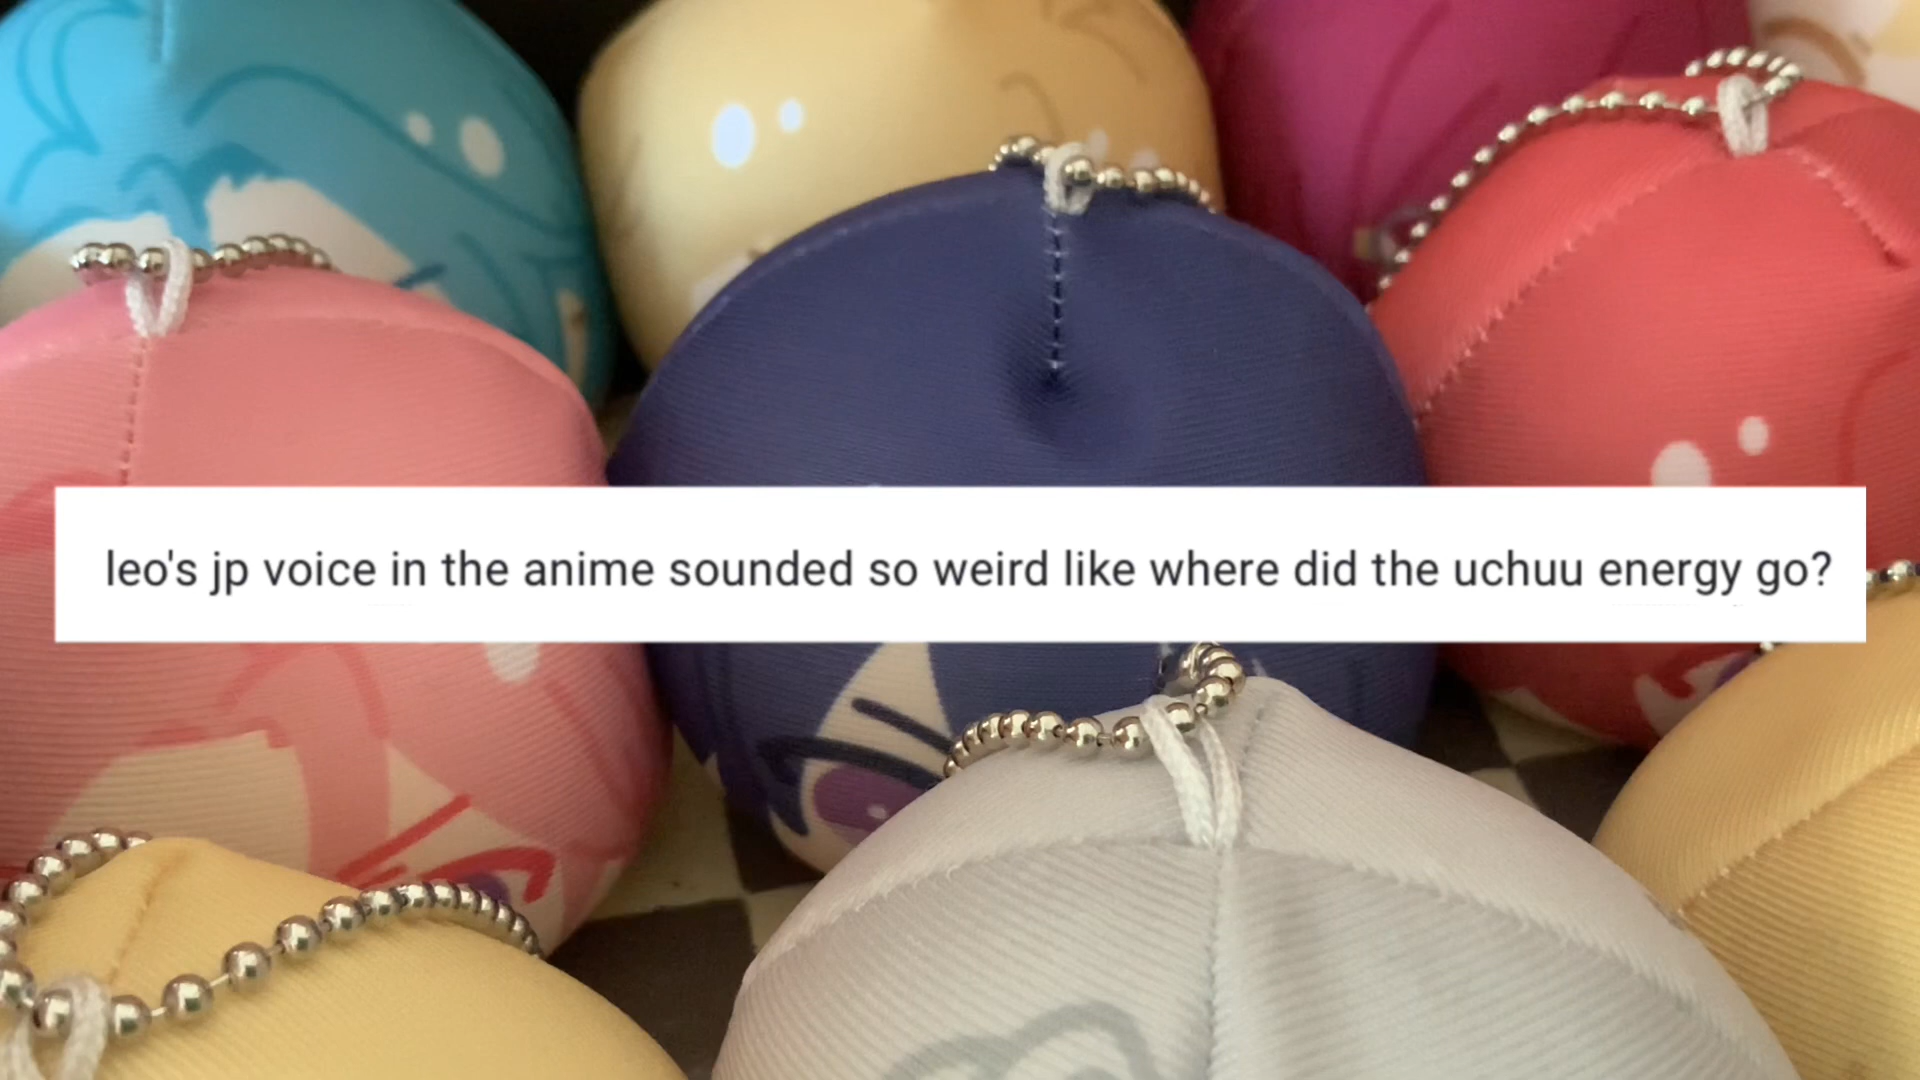 leo's jp voice in the anime sounded so weird like where did the uchuu energy go?